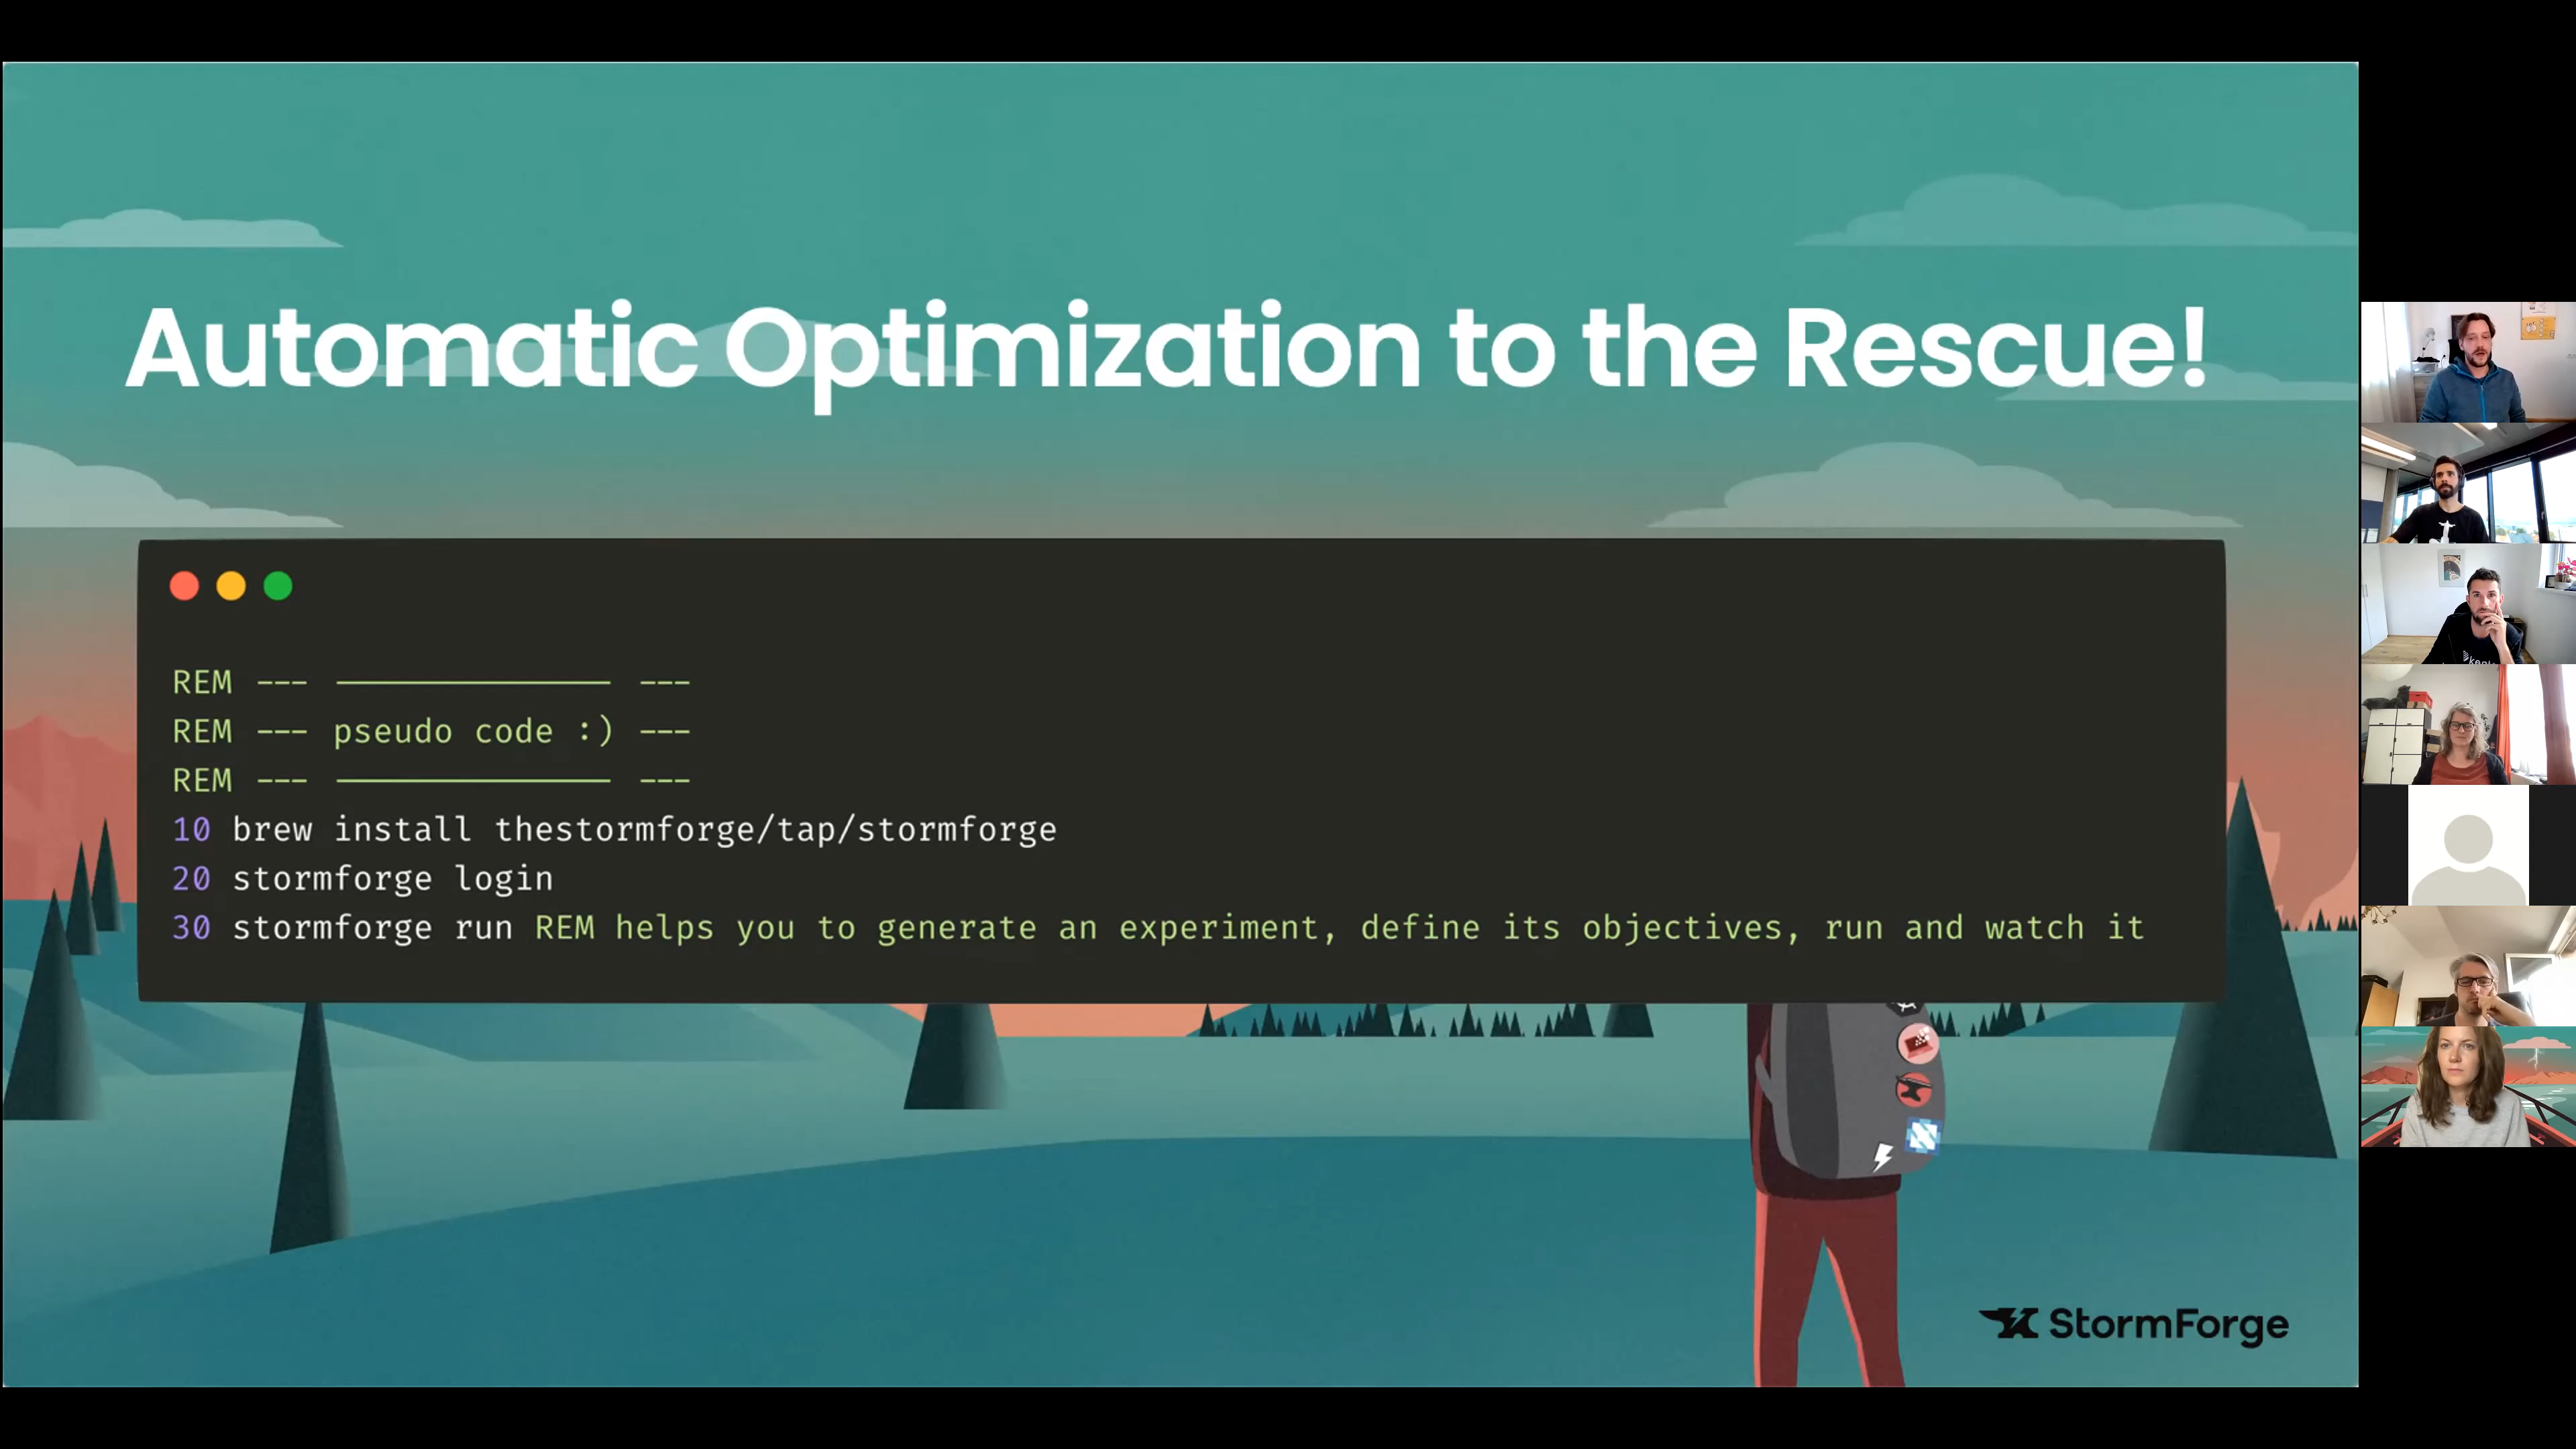 Automatic Optimization to the Rescue!
REM --- ——————————— ---
REM --- pseudo code :) ---
REM --- ——————————— ---
10 brew install thestormforge/tap/stormforge
20 stormforge login
30 stormforge run REM helps you to generate an experiment, define its objectives, run and watch it
StormForge